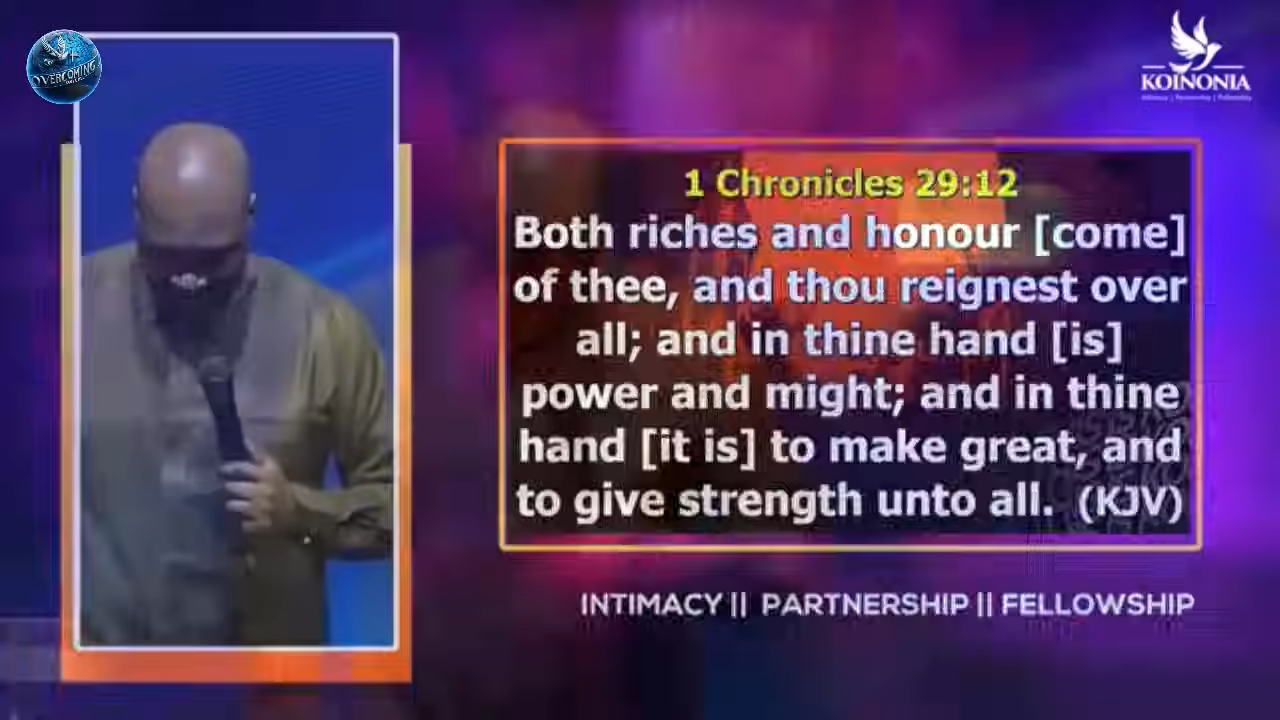 OVERCOMING
KOINONIA
1 Chronicles 29:12
Both riches and honour [come]
of thee, and thou reignest over
all; and in thine hand [is]
power and might; and in thine
hand [it is] to make great, and
to give strength unto all. (KJV)
INTIMACY || PARTNERSHIP || FELLOWSHIP